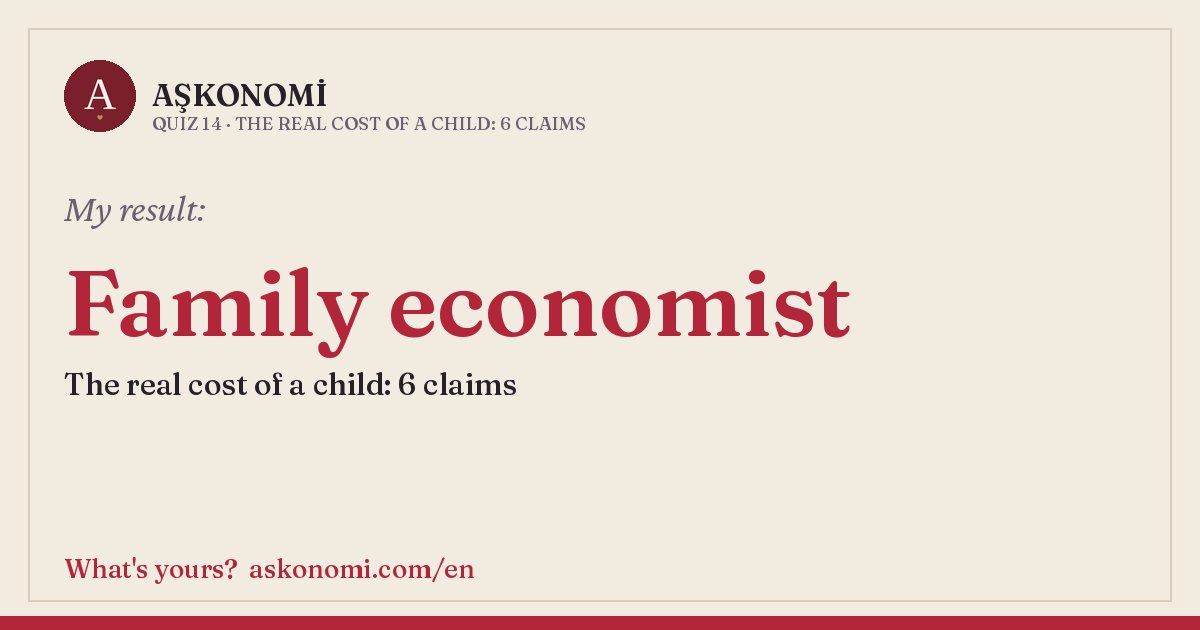 A
AŞKONOMİ
QUIZ 14 · THE REAL COST OF A CHILD: 6 CLAIMS
My result:
Family economist
The real cost of a child: 6 claims
What's yours? askonomi.com/en